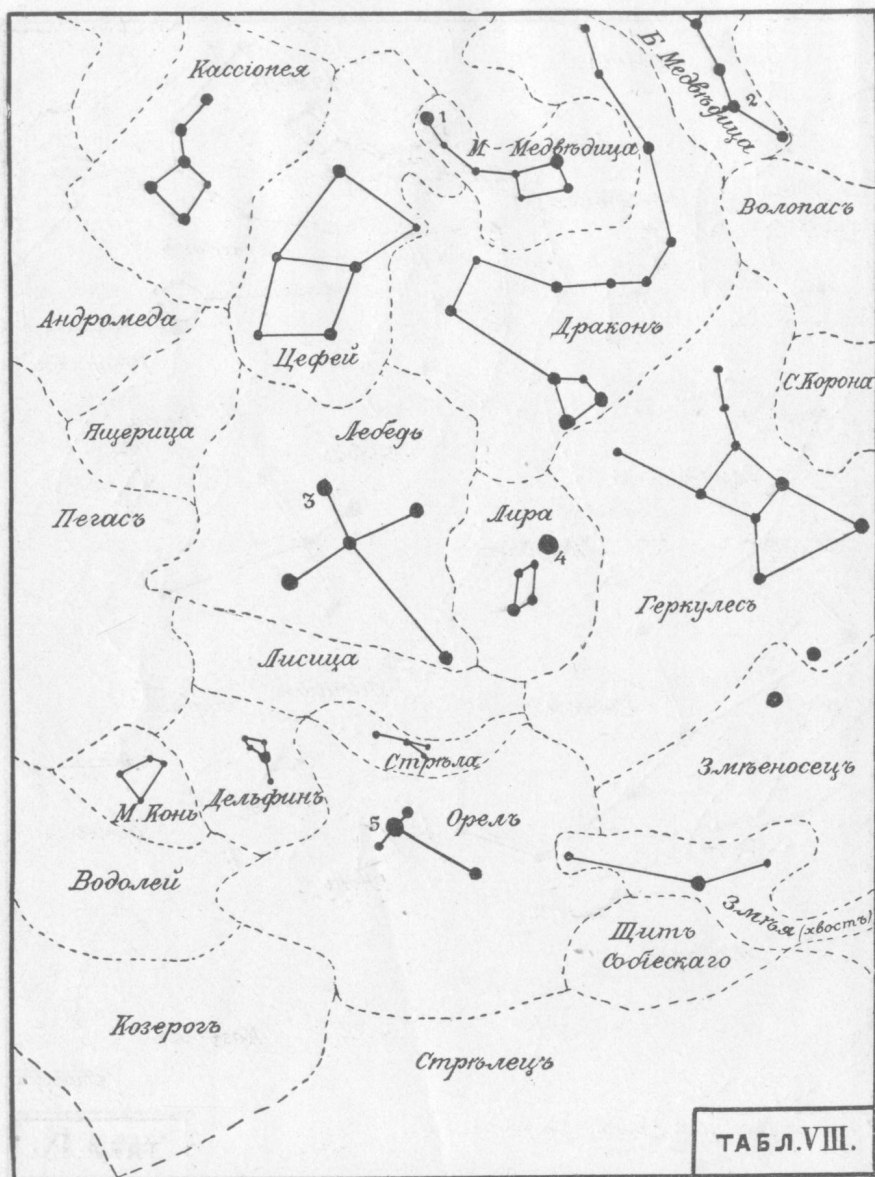 Кассіопея
Б. Медвѣдица
2
1
М. Медвѣдица
Волопасъ
Андромеда
Цефей
Драконъ
С. Корона
Ящерица
Лебедь
Пегасъ
3
Лира
4
Геркулесъ
Лисица
Стрѣла
Змѣеносецъ
М. Конь
Дельфинъ
5
Орелъ
Водолей
Змѣя (хвостъ)
Щитъ
Собіескаго
Козерогъ
Стрѣлецъ
ТАБЛ. VIII.